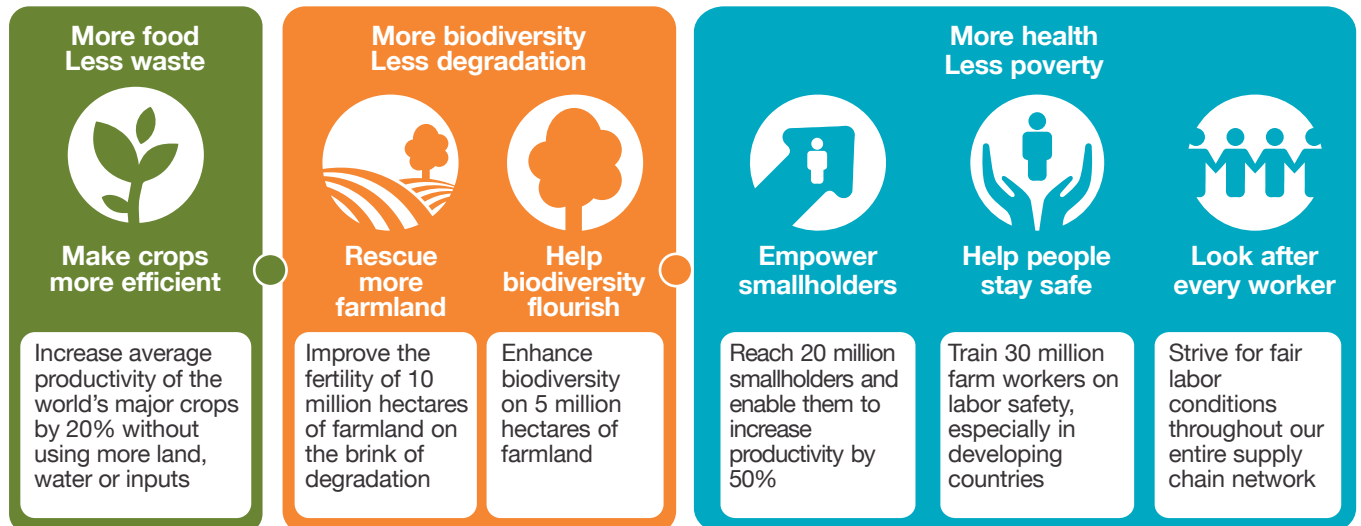 More food
Less waste
Make crops
more efficient
Increase average
productivity of the
world's major crops
by 20% without
using more land,
water or inputs
More biodiversity
Less degradation
Rescue
more
farmland
Improve the
fertility of 10
million hectares
of farmland on
the brink of
degradation
Help
biodiversity
flourish
Enhance
biodiversity
on 5 million
hectares of
farmland
More health
Less poverty
Empower
smallholders
Reach 20 million
smallholders and
enable them to
increase
productivity by
50%
Help people
stay safe
Train 30 million
farm workers on
labor safety,
especially in
developing
countries
Look after
every worker
Strive for fair
labor
conditions
throughout our
entire supply
chain network